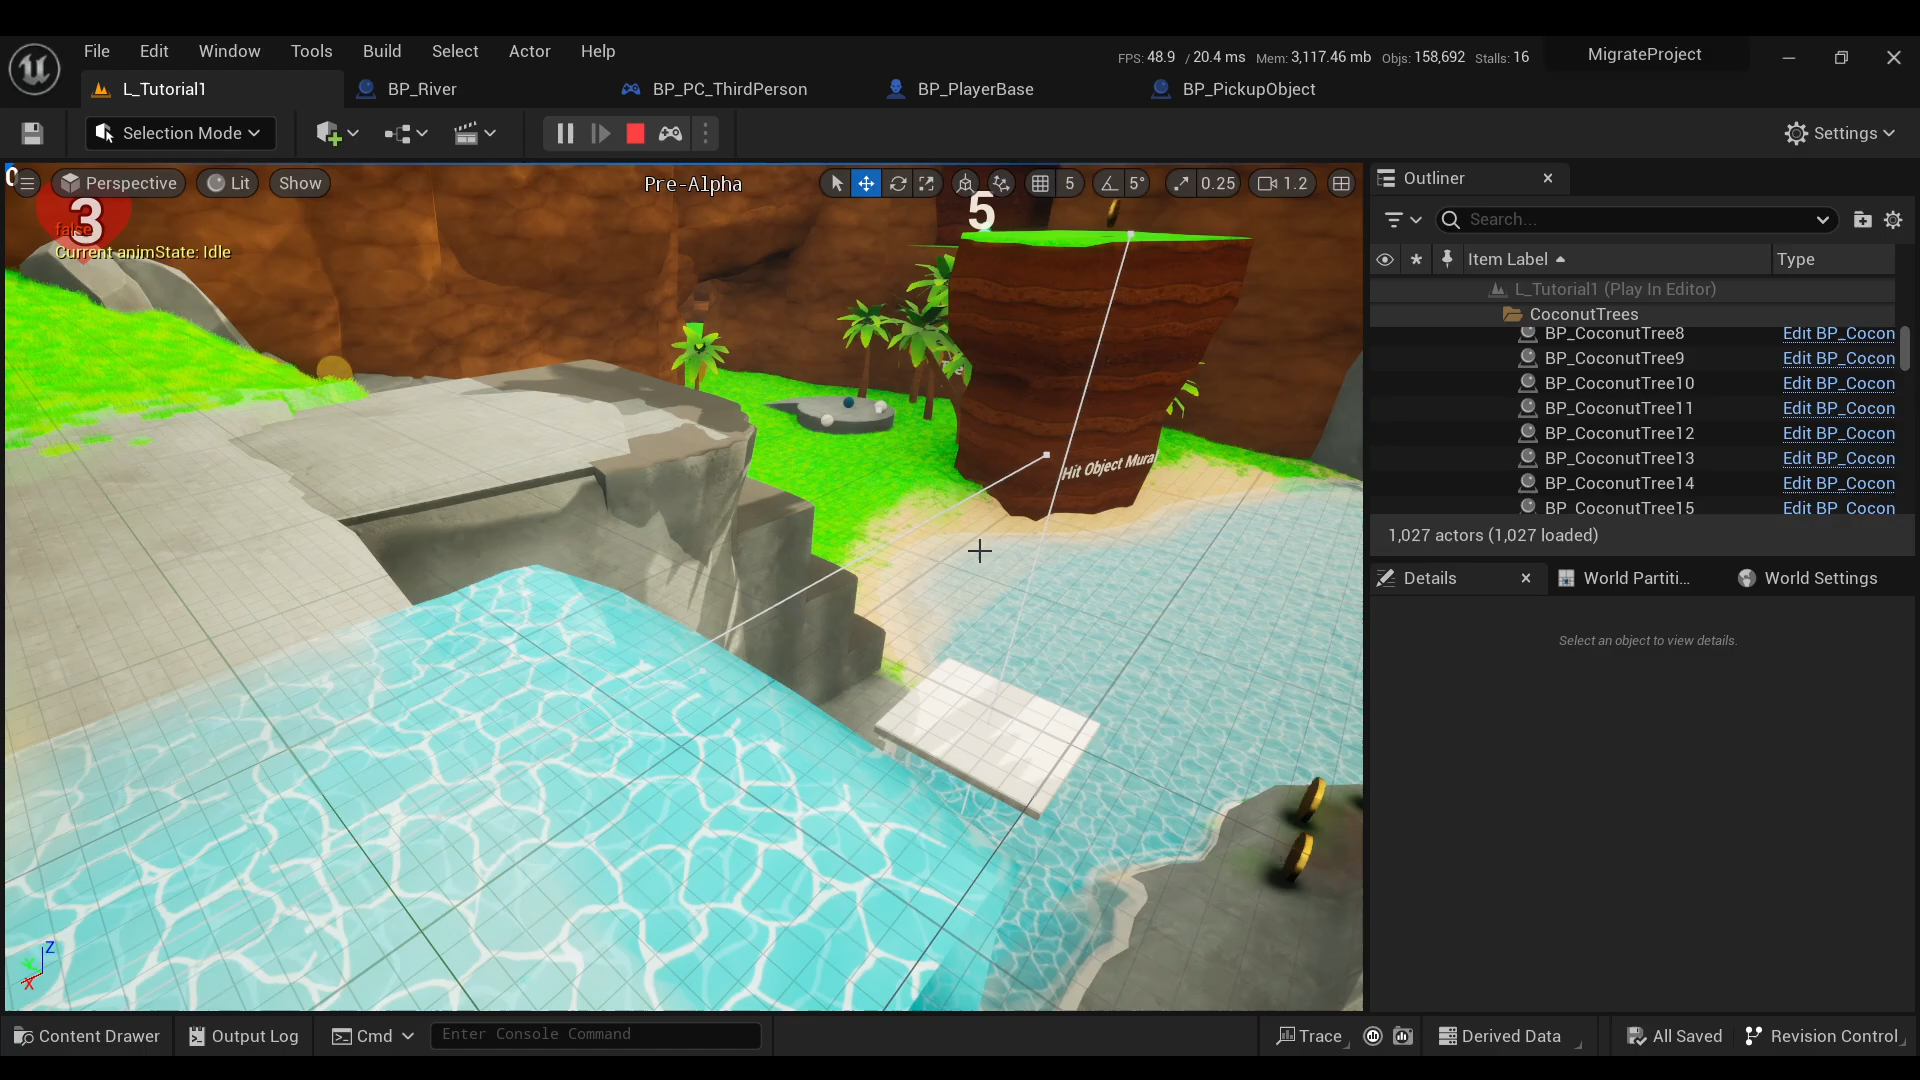 File Edit Window Tools Build Select Actor Help
FPS: 48.9 / 20.4 ms Mem: 3,117.46 mb Objs: 158,692 Stalls: 16
MigrateProject
L_Tutorial1 BP_River BP_PC_ThirdPerson BP_PlayerBase BP_PickupObject
Selection Mode
Settings
0
Perspective Lit Show
Pre-Alpha
5 5° 0.25 1.2
3
5
false
Current animState: Idle
Hit Object Mural
Z
X
Outliner
Search...
Item Label Type
L_Tutorial1 (Play In Editor)
CoconutTrees
BP_CoconutTree8 Edit BP_Cocon
BP_CoconutTree9 Edit BP_Cocon
BP_CoconutTree10 Edit BP_Cocon
BP_CoconutTree11 Edit BP_Cocon
BP_CoconutTree12 Edit BP_Cocon
BP_CoconutTree13 Edit BP_Cocon
BP_CoconutTree14 Edit BP_Cocon
BP_CoconutTree15 Edit BP_Cocon
1,027 actors (1,027 loaded)
Details World Partiti... World Settings
Select an object to view details.
Content Drawer Output Log Cmd Enter Console Command
Trace Derived Data All Saved Revision Control